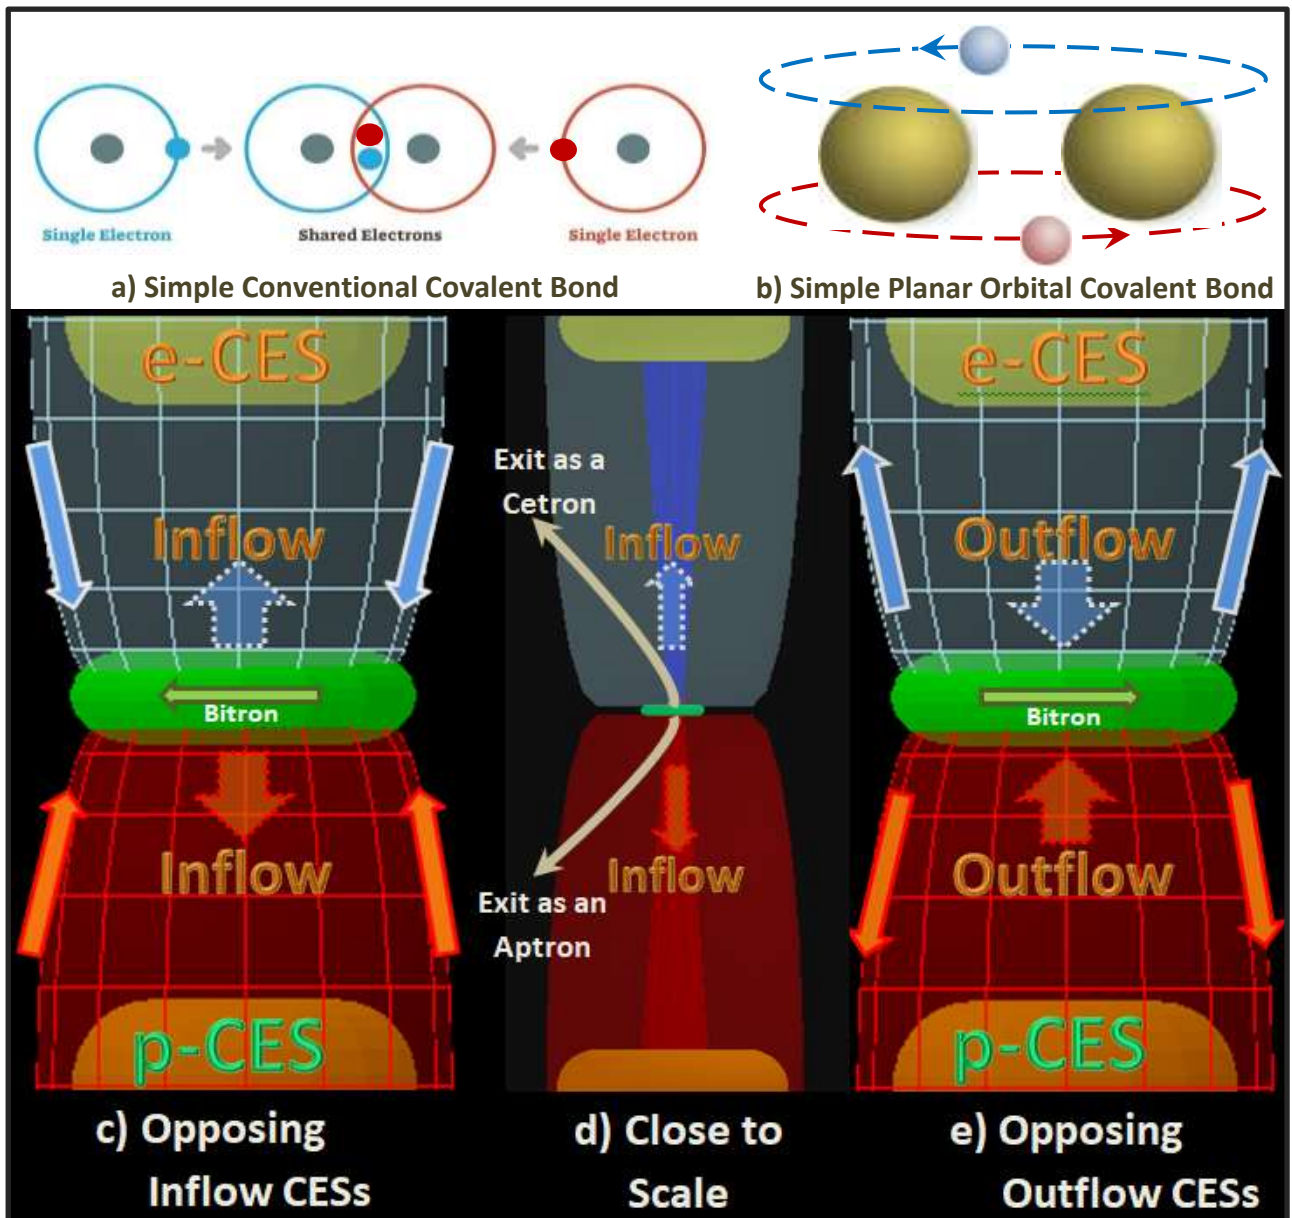 Single Electron
Shared Electrons
Single Electron
a) Simple Conventional Covalent Bond
b) Simple Planar Orbital Covalent Bond
e-CES
Inflow
Bitron
Inflow
p-CES
c) Opposing
Inflow CESs
Exit as a
Cetron
Inflow
Inflow
Exit as an
Aptron
d) Close to
Scale
e-CES
Outflow
Bitron
Outflow
p-CES
e) Opposing
Outflow CESs